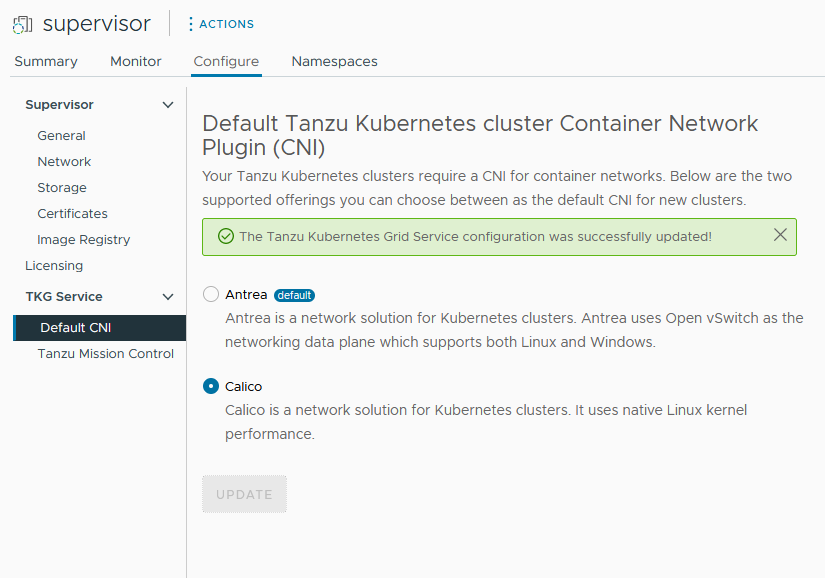 supervisor
ACTIONS
Summary Monitor Configure Namespaces
Supervisor
General
Network
Storage
Certificates
Image Registry
Licensing
TKG Service
Default CNI
Tanzu Mission Control
Default Tanzu Kubernetes cluster Container Network
Plugin (CNI)
Your Tanzu Kubernetes clusters require a CNI for container networks. Below are the two
supported offerings you can choose between as the default CNI for new clusters.
The Tanzu Kubernetes Grid Service configuration was successfully updated!
Antrea default
Antrea is a network solution for Kubernetes clusters. Antrea uses Open vSwitch as the
networking data plane which supports both Linux and Windows.
Calico
Calico is a network solution for Kubernetes clusters. It uses native Linux kernel
performance.
UPDATE